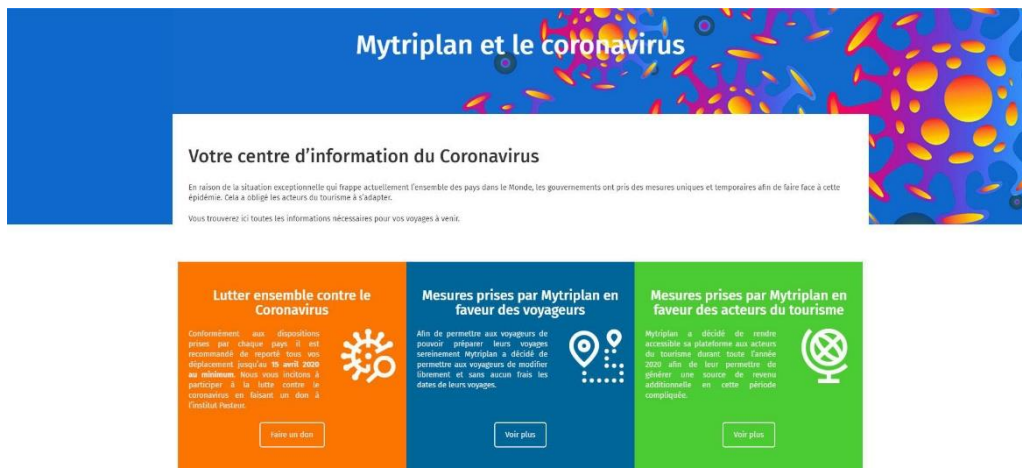 Mytriplan et le coronavirus
Votre centre d'information du Coronavirus
En raison de la situation exceptionnelle qui frappe actuellement l'ensemble des pays dans le Monde, les gouvernements ont pris des mesures uniques et temporaires afin de faire face à cette
épidémie. Cela a obligé les acteurs du tourisme à s'adapter.
Vous trouverez ici toutes les informations nécessaires pour vos voyages à venir.
Lutter ensemble contre le
Coronavirus
Conformément aux dispositions
prises par chaque pays il est
recommandé de reporté tous vos
déplacement jusqu'au 15 avril 2020
au minimum. Nous vous incitons à
participer à la lutte contre le
coronavirus en faisant un don à
l'institut Pasteur.
Faire un don
Mesures prises par Mytriplan en
faveur des voyageurs
Afin de permettre aux voyageurs de
pouvoir préparer leurs voyages
sereinement Mytriplan a décidé de
permettre aux voyageurs de modifier
librement et sans aucun frais les
dates de leurs voyages.
Voir plus
Mesures prises par Mytriplan en
faveur des acteurs du tourisme
Mytriplan a décidé de rendre
accessible sa plateforme aux acteurs
du tourisme durant toute l'année
2020 afin de leur permettre de
générer une source de revenu
additionnelle en cette période
compliquée.
Voir plus